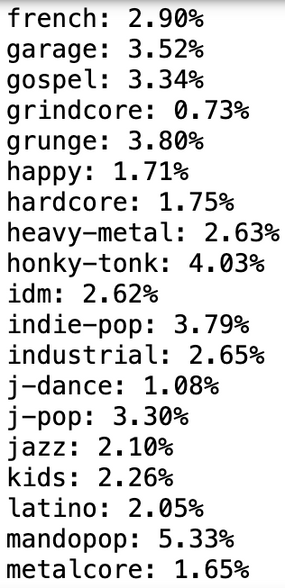 french: 2.90%
garage: 3.52%
gospel: 3.34%
grindcore: 0.73%
grunge: 3.80%
happy: 1.71%
hardcore: 1.75%
heavy-metal: 2.63%
honky-tonk: 4.03%
idm: 2.62%
indie-pop: 3.79%
industrial: 2.65%
j-dance: 1.08%
j-pop: 3.30%
jazz: 2.10%
kids: 2.26%
latino: 2.05%
mandopop: 5.33%
metalcore: 1.65%